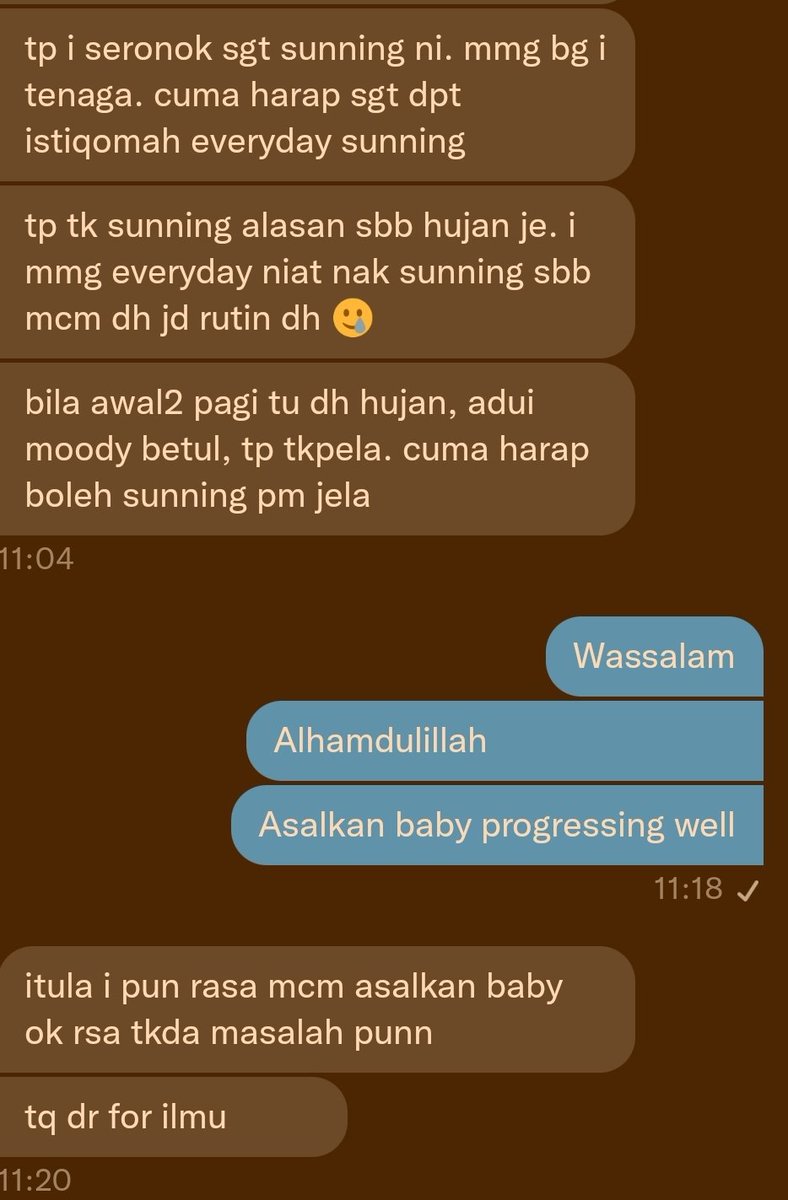 tp i seronok sgt sunning ni. mmg bg i
tenaga. cuma harap sgt dpt
istiqomah everyday sunning
tp tk sunning alasan sbb hujan je. i
mmg everyday niat nak sunning sbb
mcm dh jd rutin dh 🥲
bila awal2 pagi tu dh hujan, adui
moody betul, tp tkpela. cuma harap
boleh sunning pm jela
11:04
Wassalam
Alhamdulillah
Asalkan baby progressing well
11:18 ✓
itula i pun rasa mcm asalkan baby
ok rsa tkda masalah punn
tq dr for ilmu
11:20